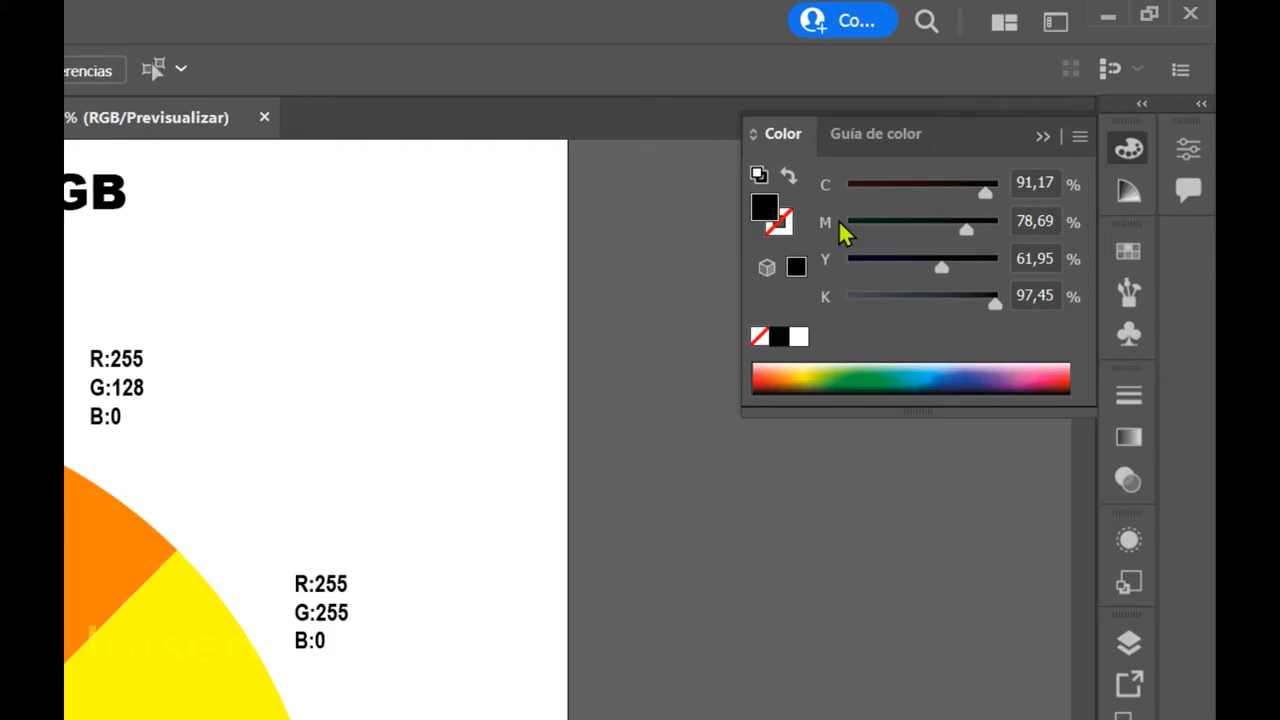 Co...
erencias
% (RGB/Previsualizar) ×
GB
Color
Guía de color
C 91,17 %
M 78,69 %
Y 61,95 %
K 97,45 %
R:255
G:128
B:0
R:255
G:255
B:0